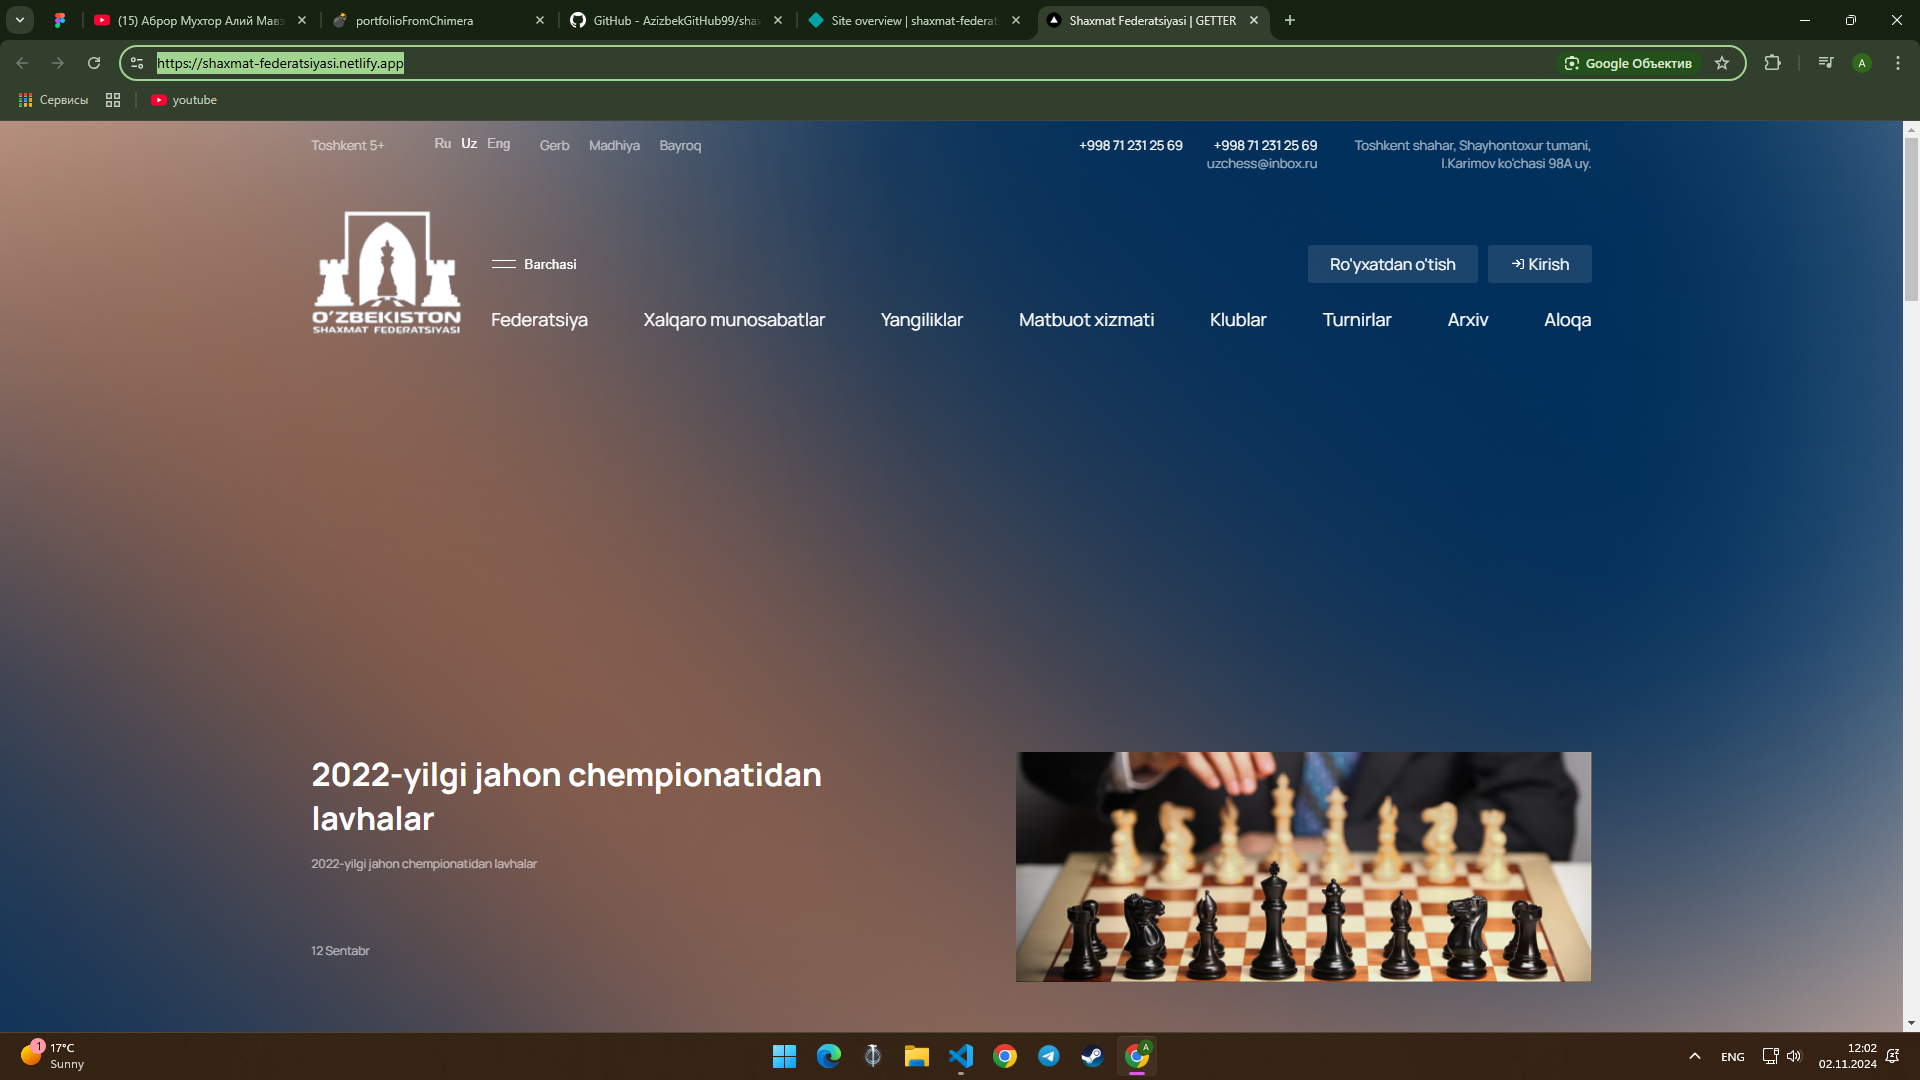 (15) Аброр Мухтор Алий Мавз
portfolioFromChimera
GitHub - AzizbekGitHub99/sha
Site overview | shaxmat-federat
Shaxmat Federatsiyasi | GETTER
https://shaxmat-federatsiyasi.netlify.app
Google Объектив
A
Сервисы
youtube
Toshkent 5+
Ru Uz Eng
Gerb Madhiya Bayroq
+998 71 231 25 69
+998 71 231 25 69
uzchess@inbox.ru
Toshkent shahar, Shayhontoxur tumani,
I.Karimov ko'chasi 98A uy.
O'ZBEKISTON
SHAXMAT FEDERATSIYASI
Barchasi
Ro'yxatdan o'tish
Kirish
Federatsiya Xalqaro munosabatlar Yangiliklar Matbuot xizmati Klublar Turnirlar Arxiv Aloqa
2022-yilgi jahon chempionatidan
lavhalar
2022-yilgi jahon chempionatidan lavhalar
12 Sentabr
1
17°C
Sunny
A
ENG
12:02
02.11.2024